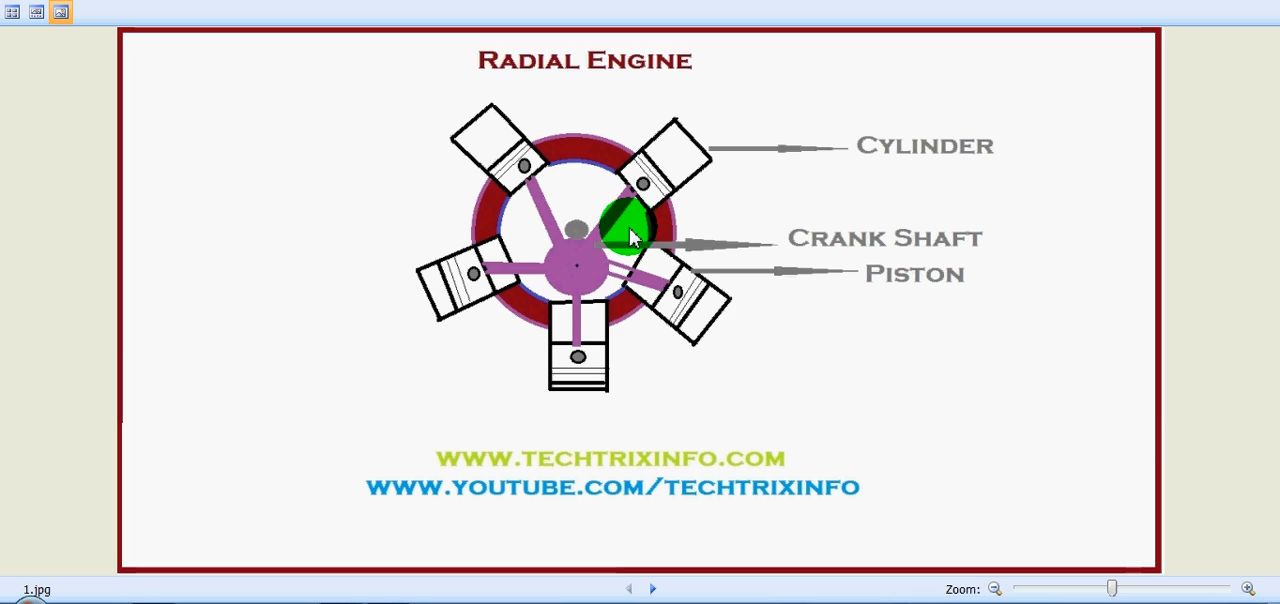 Radial Engine
Cylinder
Crank Shaft
Piston
www.techtrixinfo.com
www.youtube.com/techtrixinfo
1.jpg
Zoom: